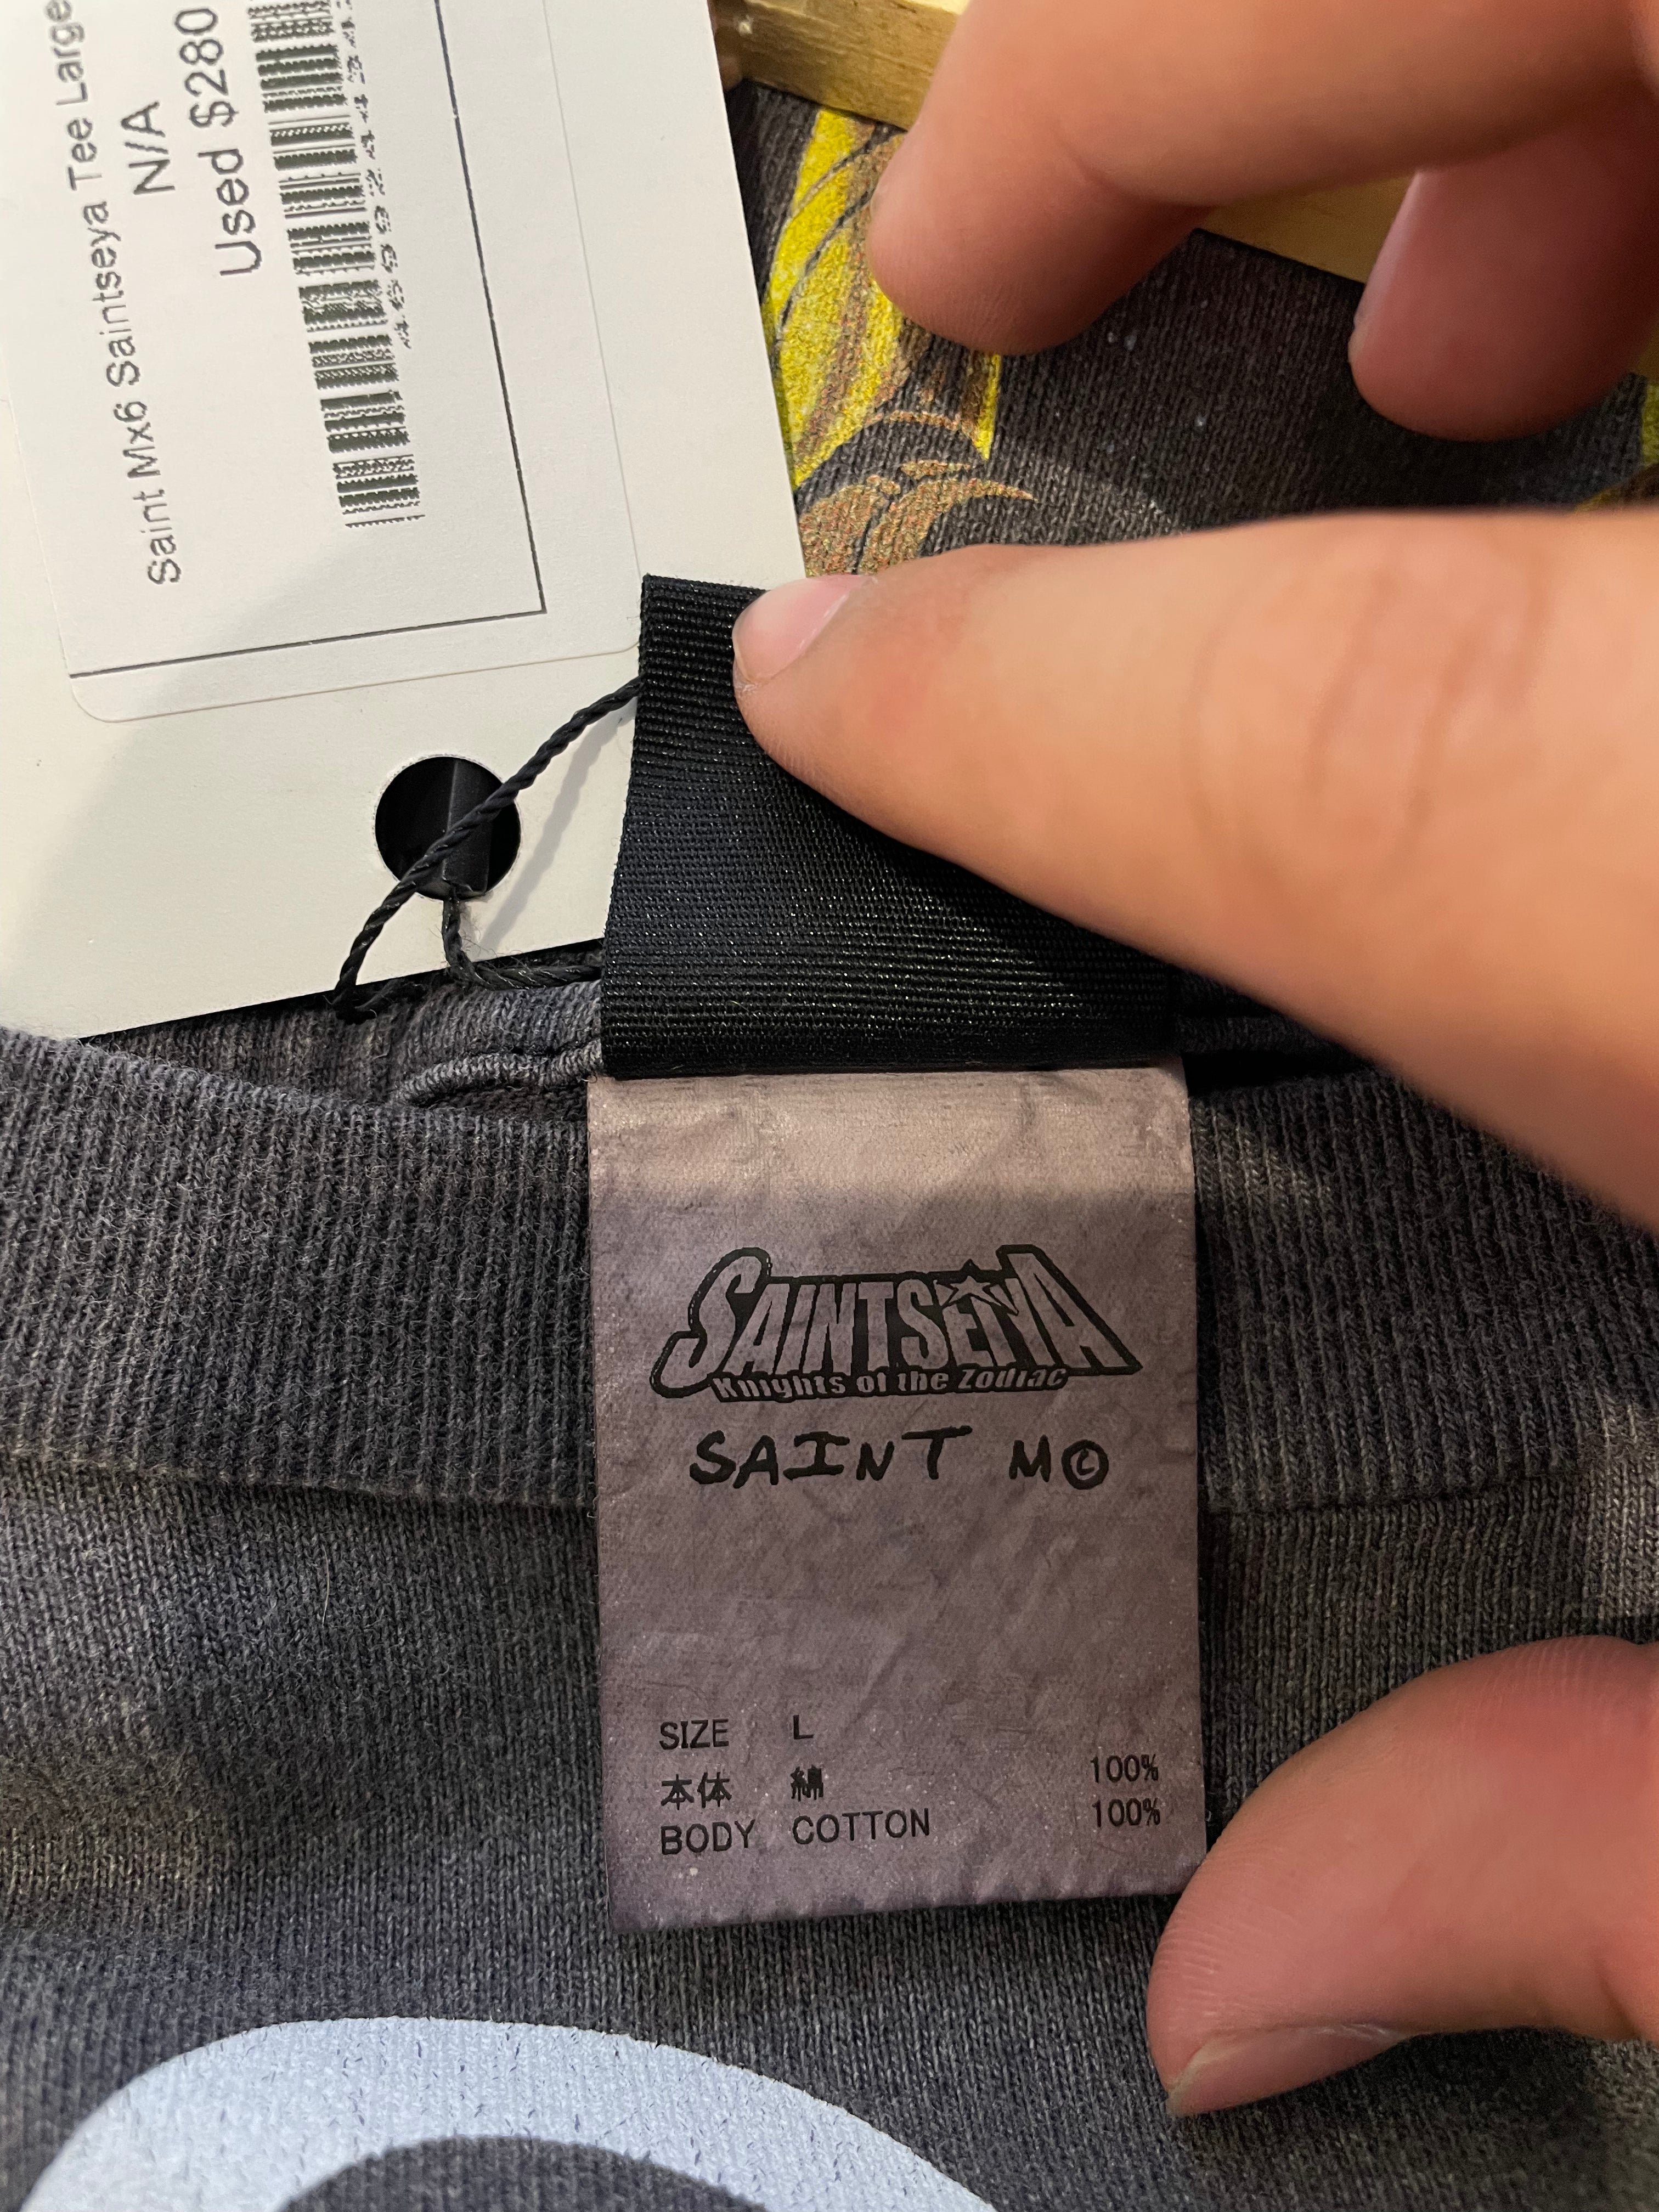 Saint Mx6 Saintseya Tee Large
N/A
Used $280
SAINTSEIYA
Knights of the Zodiac
SAINT M©
SIZE L
本体 綿 100%
BODY COTTON 100%